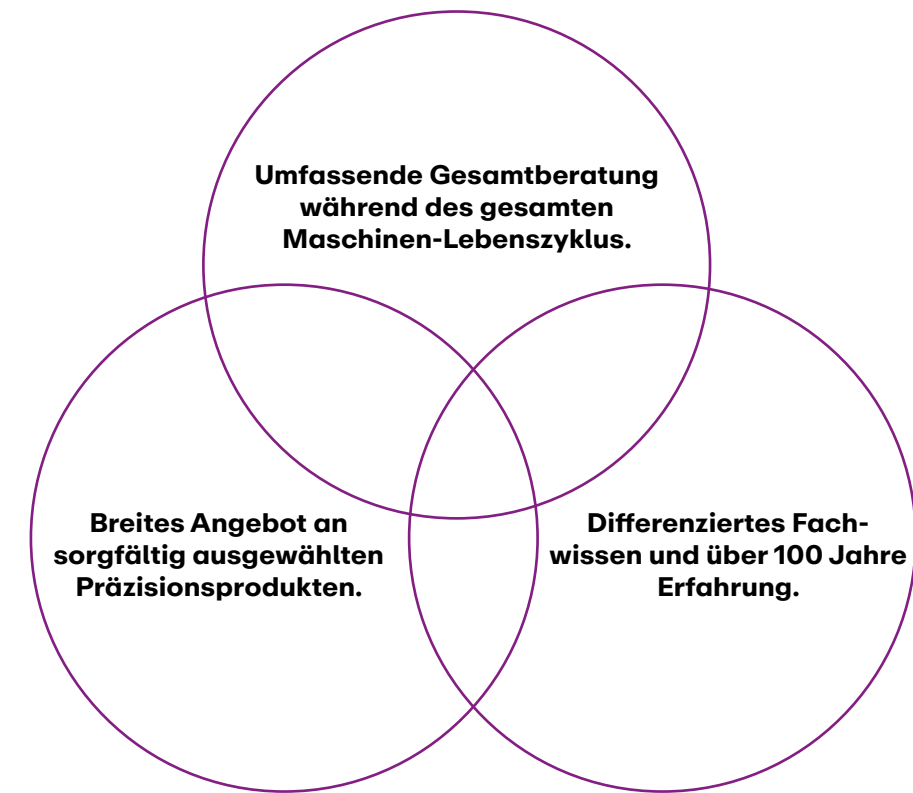 Umfassende Gesamtberatung
während des gesamten
Maschinen-Lebenszyklus.
Breites Angebot an
sorgfältig ausgewählten
Präzisionsprodukten.
Differenziertes Fach-
wissen und über 100 Jahre
Erfahrung.